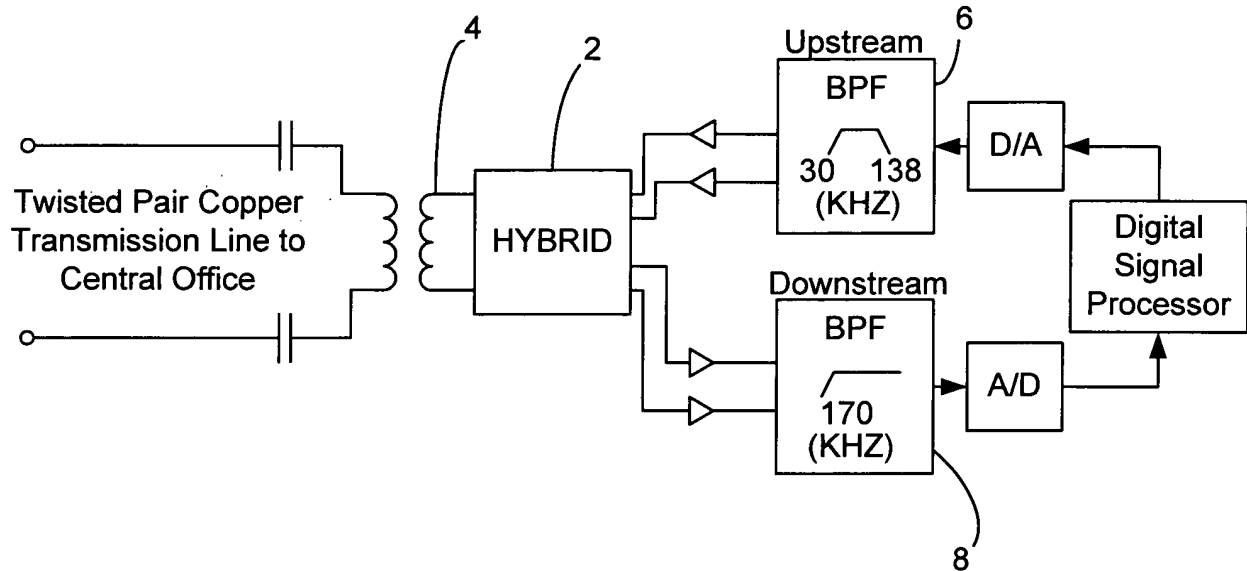 4
2
Upstream
6
BPF
30 138
(KHZ)
D/A
Twisted Pair Copper
Transmission Line to
Central Office
HYBRID
Digital
Signal
Processor
Downstream
BPF
170
(KHZ)
A/D
8